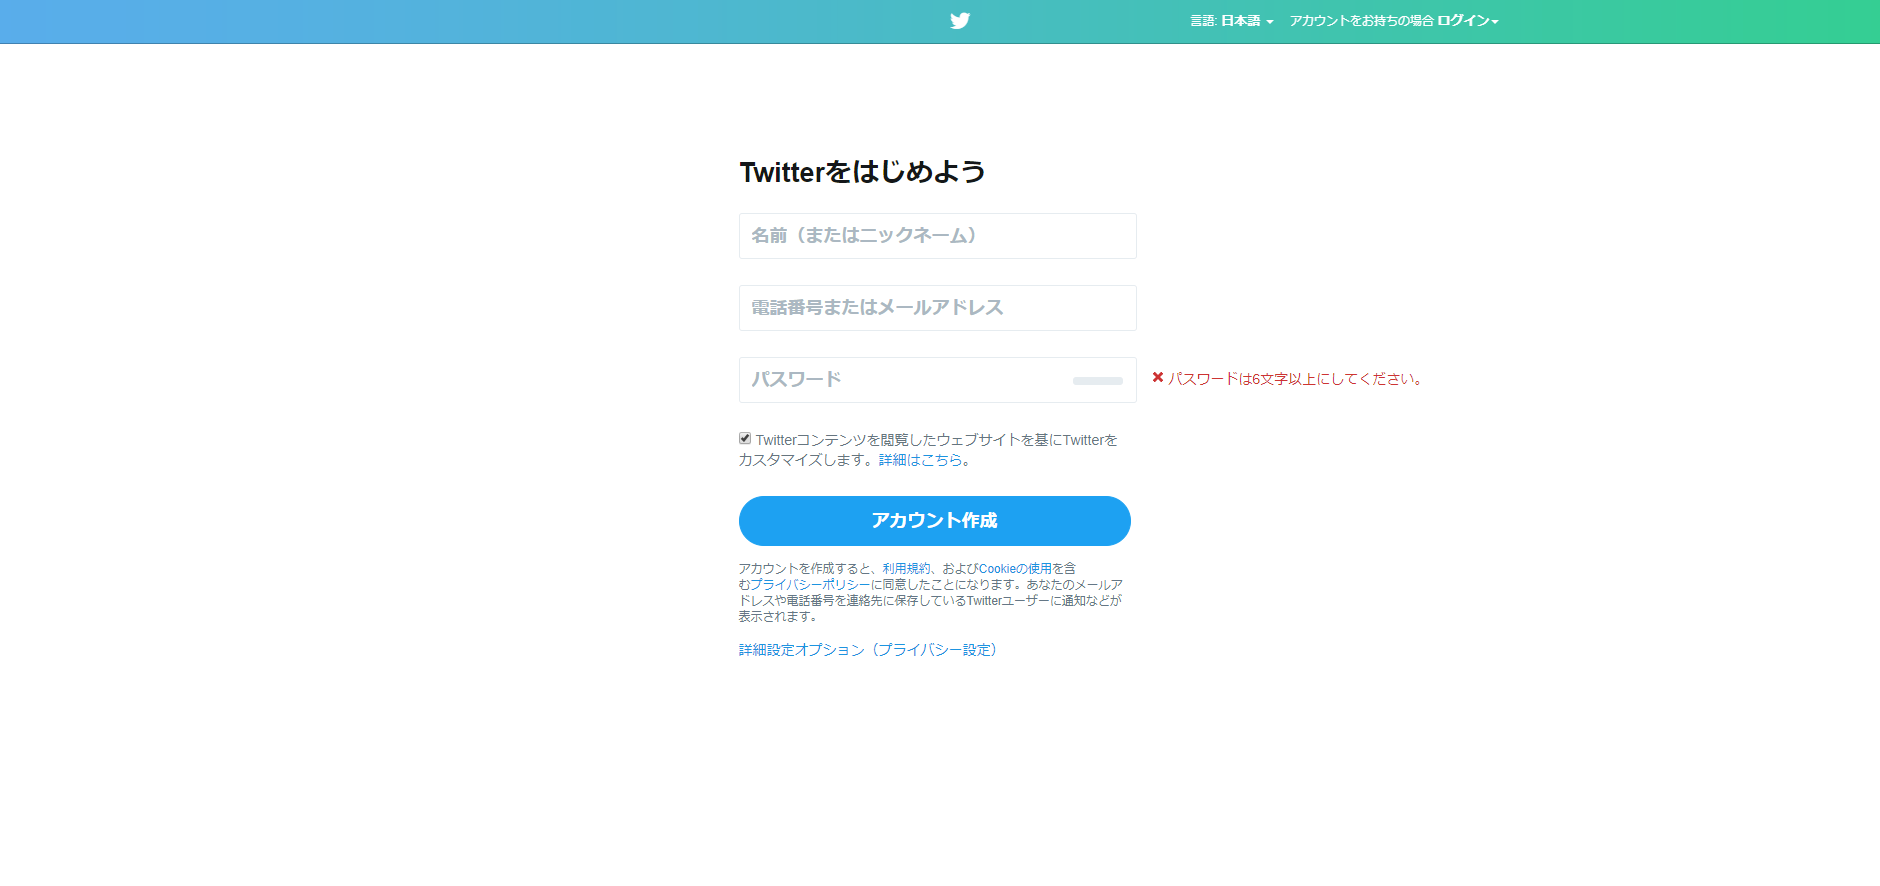 言語: 日本語 アカウントをお持ちの場合 ログイン
Twitterをはじめよう
名前（またはニックネーム）
電話番号またはメールアドレス
パスワード
パスワードは6文字以上にしてください。
Twitterコンテンツを閲覧したウェブサイトを基にTwitterを
カスタマイズします。詳細はこちら。
アカウント作成
アカウントを作成すると、利用規約、およびCookieの使用を含
むプライバシーポリシーに同意したことになります。あなたのメールア
ドレスや電話番号を連絡先に保存しているTwitterユーザーに通知などが
表示されます。
詳細設定オプション（プライバシー設定）